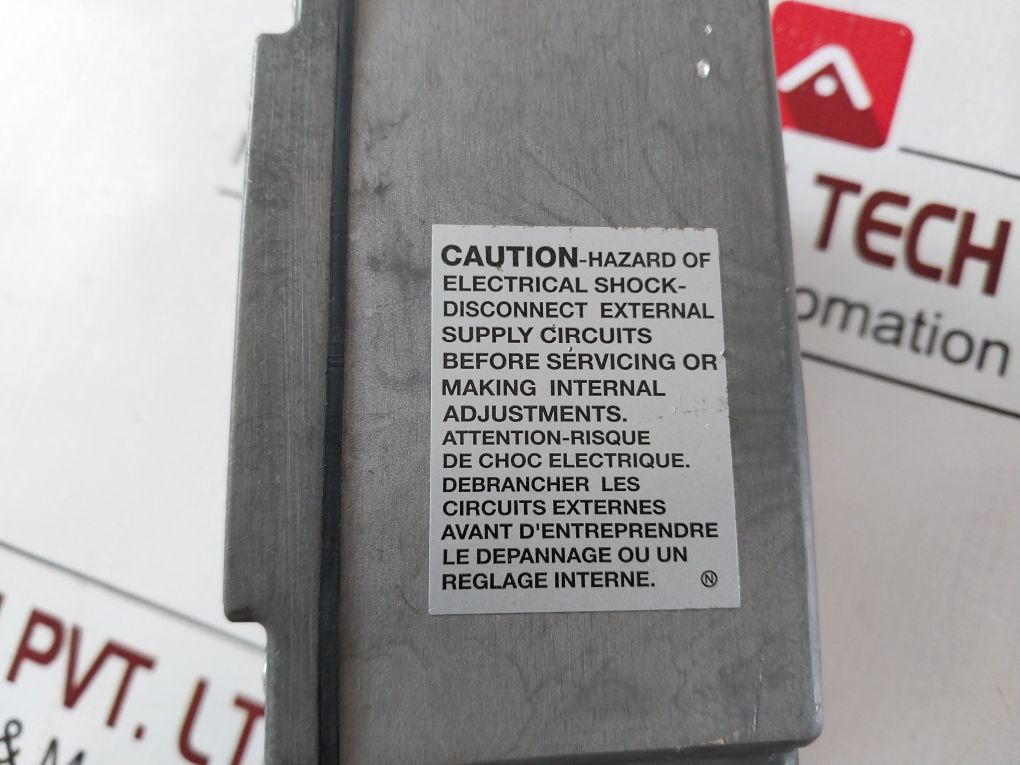 CAUTION-HAZARD OF
ELECTRICAL SHOCK-
DISCONNECT EXTERNAL
SUPPLY CIRCUITS
BEFORE SERVICING OR
MAKING INTERNAL
ADJUSTMENTS.
ATTENTION-RISQUE
DE CHOC ELECTRIQUE.
DEBRANCHER LES
CIRCUITS EXTERNES
AVANT D'ENTREPRENDRE
LE DEPANNAGE OU UN
REGLAGE INTERNE. Ⓝ
TECH
omation
PVT. LT
&